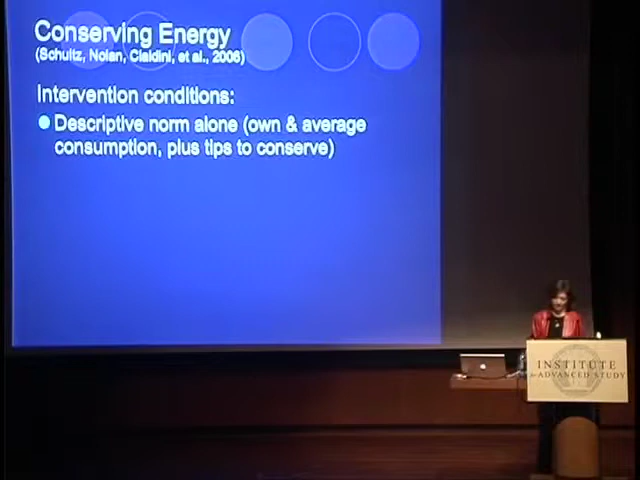 Conserving Energy
(Schultz, Nolan, Cialdini, et al., 2006)
Intervention conditions:
Descriptive norm alone (own & average
consumption, plus tips to conserve)
INSTITUTE
for ADVANCED STUDY